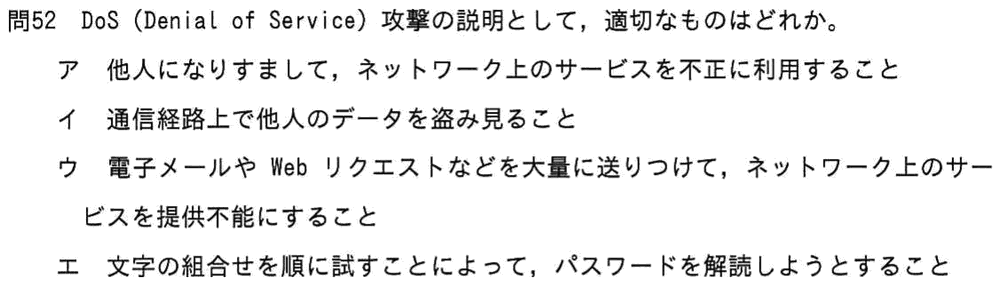 問52 DoS (Denial of Service) 攻撃の説明として，適切なものはどれか。
ア 他人になりすまして，ネットワーク上のサービスを不正に利用すること
イ 通信経路上で他人のデータを盗み見ること
ウ 電子メールや Web リクエストなどを大量に送りつけて，ネットワーク上のサー
ビスを提供不能にすること
エ 文字の組合せを順に試すことによって，パスワードを解読しようとすること